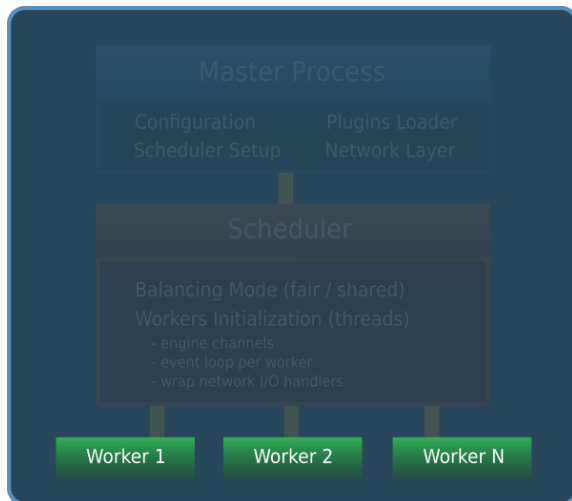 Master Process
Configuration Plugins Loader
Scheduler Setup Network Layer
Scheduler
Balancing Mode (fair / shared)
Workers Initialization (threads)
- engine channels
- event loop per worker
- wrap network I/O handlers
Worker 1 Worker 2 Worker N